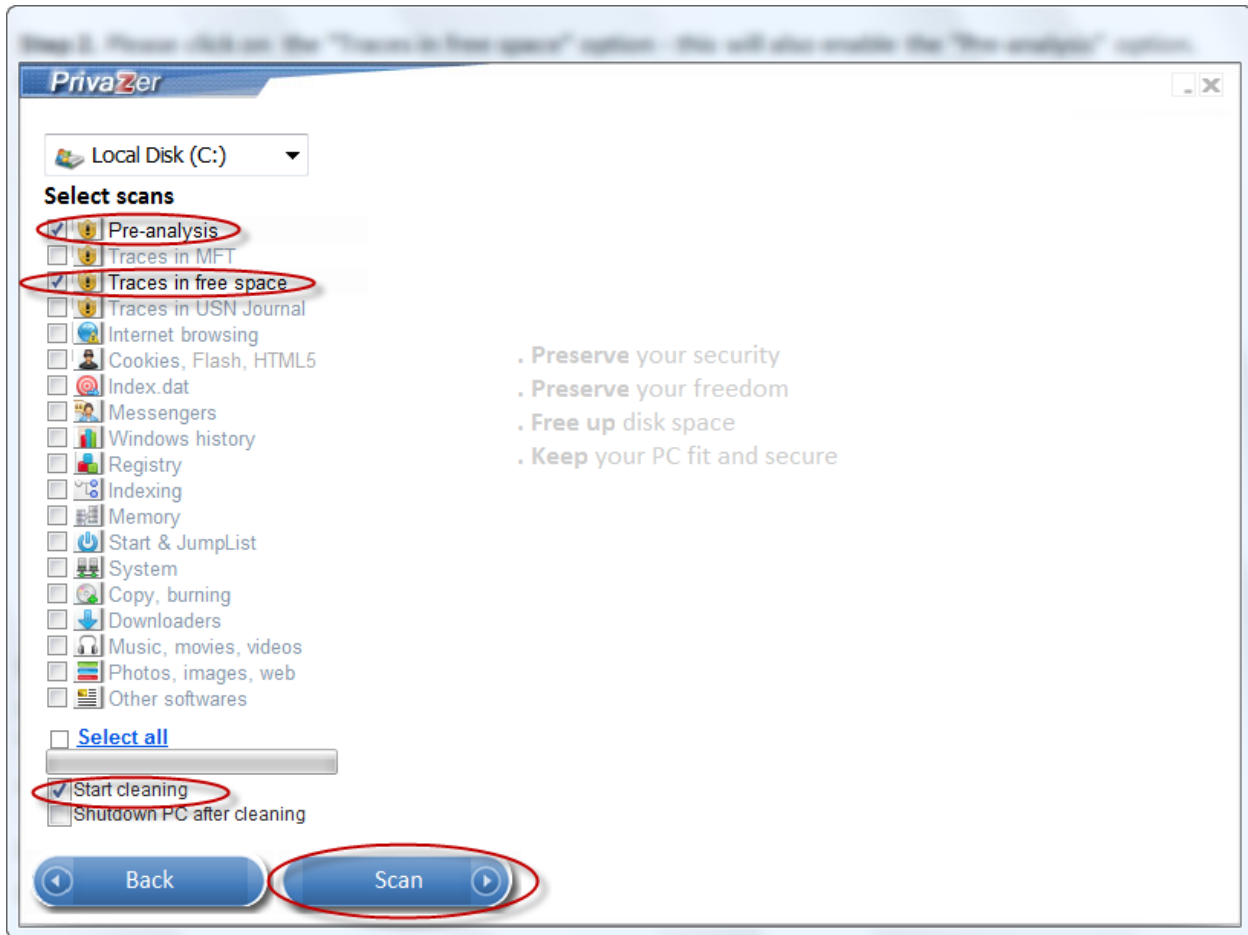 Step 2. Please click on the "Traces in free space" option - this will also enable the "Pre-analysis" option.
PrivaZer
Local Disk (C:)
Select scans
Pre-analysis
Traces in MFT
Traces in free space
Traces in USN Journal
Internet browsing
Cookies, Flash, HTML5
Index.dat
Messengers
Windows history
Registry
Indexing
Memory
Start & JumpList
System
Copy, burning
Downloaders
Music, movies, videos
Photos, images, web
Other softwares
. Preserve your security
. Preserve your freedom
. Free up disk space
. Keep your PC fit and secure
Select all
Start cleaning
Shutdown PC after cleaning
Back
Scan